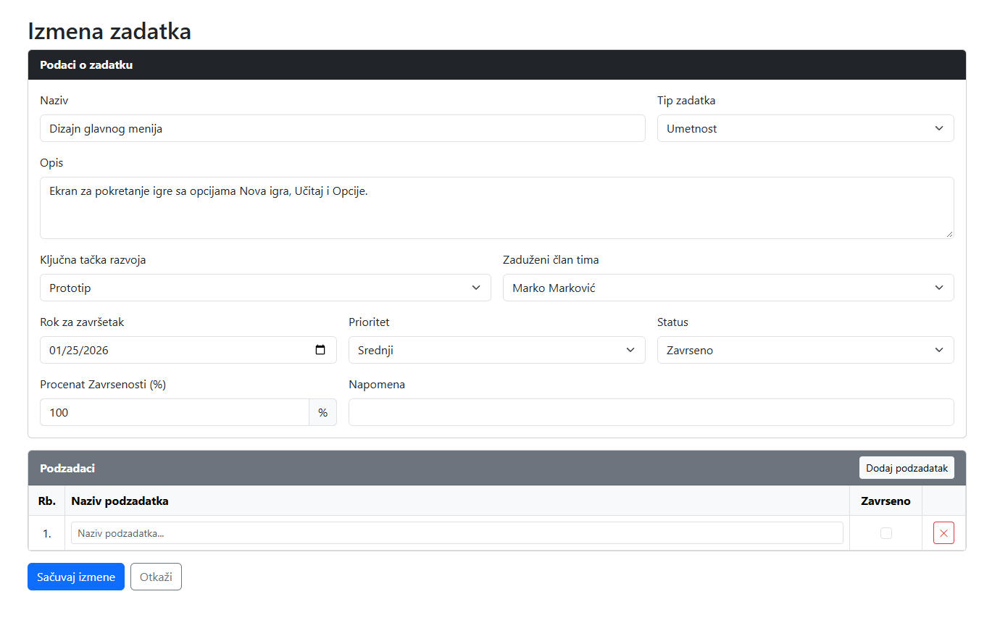 Izmena zadatka
Podaci o zadatku
Naziv
Tip zadatka
Dizajn glavnog menija
Umetnost
Opis
Ekran za pokretanje igre sa opcijama Nova igra, Učitaj i Opcije.
Ključna tačka razvoja
Zaduženi član tima
Prototip
Marko Marković
Rok za završetak
Prioritet
Status
01/25/2026
Srednji
Zavrseno
Procenat Zavrsenosti (%)
Napomena
100
%
Podzadaci
Dodaj podzadatak
Rb.
Naziv podzadatka
Zavrseno
1.
Naziv podzadatka...
Sačuvaj izmene
Otkaži